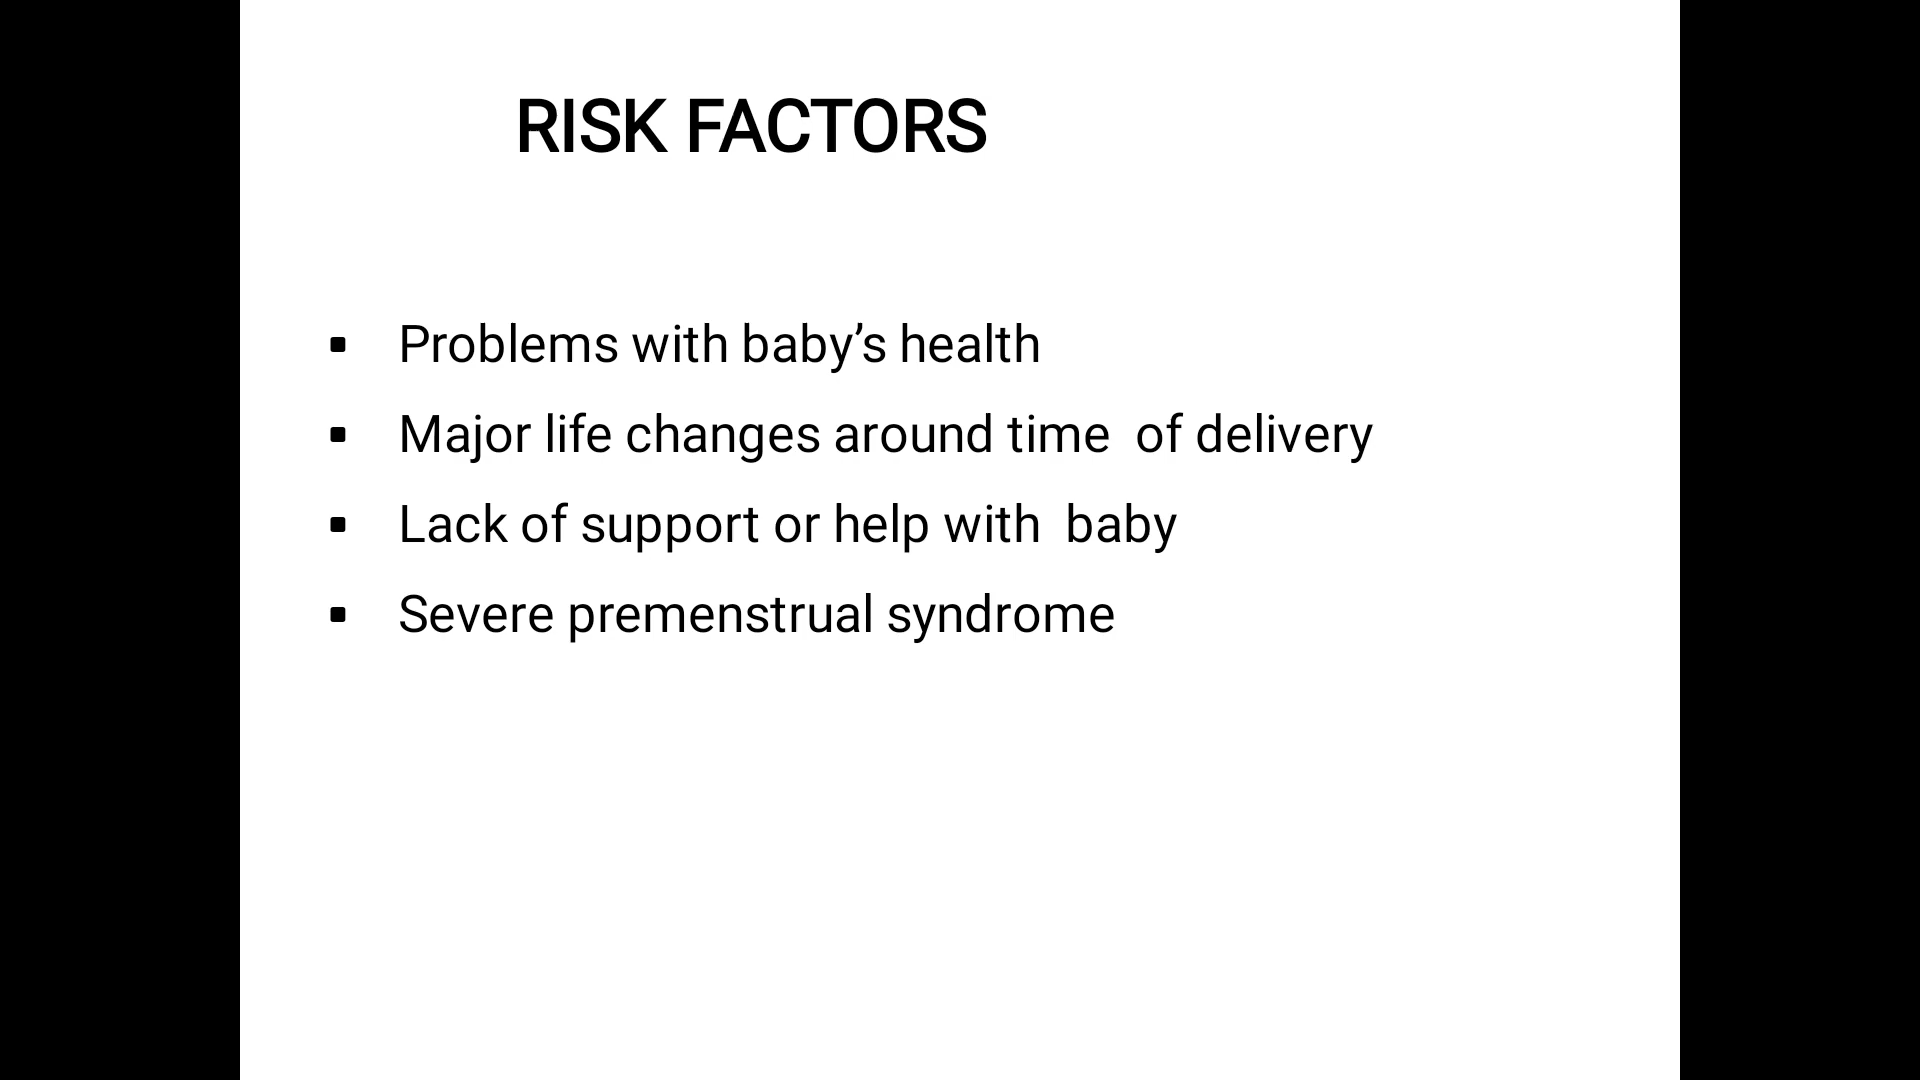 RISK FACTORS
▪ Problems with baby’s health
▪ Major life changes around time  of delivery
▪ Lack of support or help with  baby
▪ Severe premenstrual syndrome